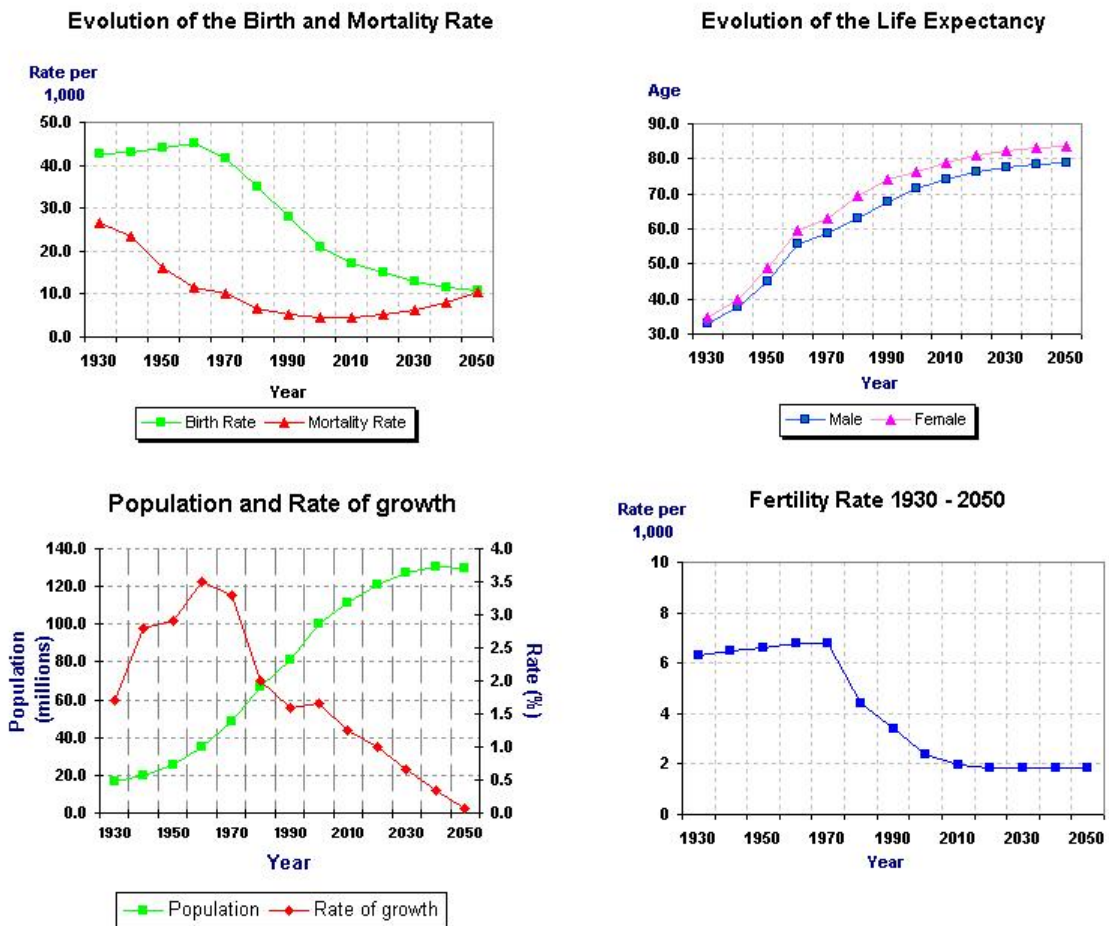 Evolution of the Birth and Mortality Rate
Rate per
1,000
50.0
40.0
30.0
20.0
10.0
0.0
1930 1950 1970 1990 2010 2030 2050
Year
Birth Rate Mortality Rate
Evolution of the Life Expectancy
Age
90.0
80.0
70.0
60.0
50.0
40.0
30.0
1930 1950 1970 1990 2010 2030 2050
Year
Male Female
Population and Rate of growth
140.0
120.0
100.0
80.0
60.0
40.0
20.0
0.0
Population
(millions)
4.0
3.5
3.0
2.5
2.0
1.5
1.0
0.5
0.0
Rate (%)
1930 1950 1970 1990 2010 2030 2050
Year
Population Rate of growth
Fertility Rate 1930 - 2050
Rate per
1,000
10
8
6
4
2
0
1930 1950 1970 1990 2010 2030 2050
Year